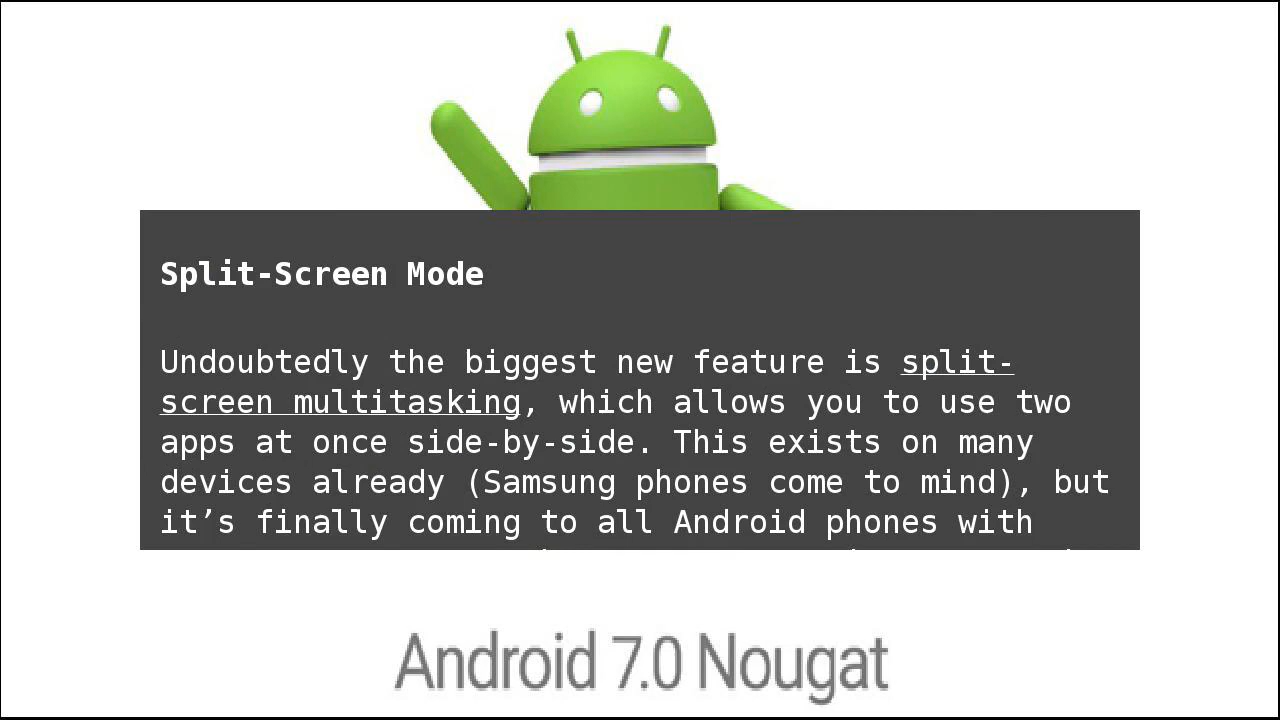 Split-Screen Mode
Undoubtedly the biggest new feature is split-
screen multitasking, which allows you to use two
apps at once side-by-side. This exists on many
devices already (Samsung phones come to mind), but
it’s finally coming to all Android phones with
Android 7.0 Nougat